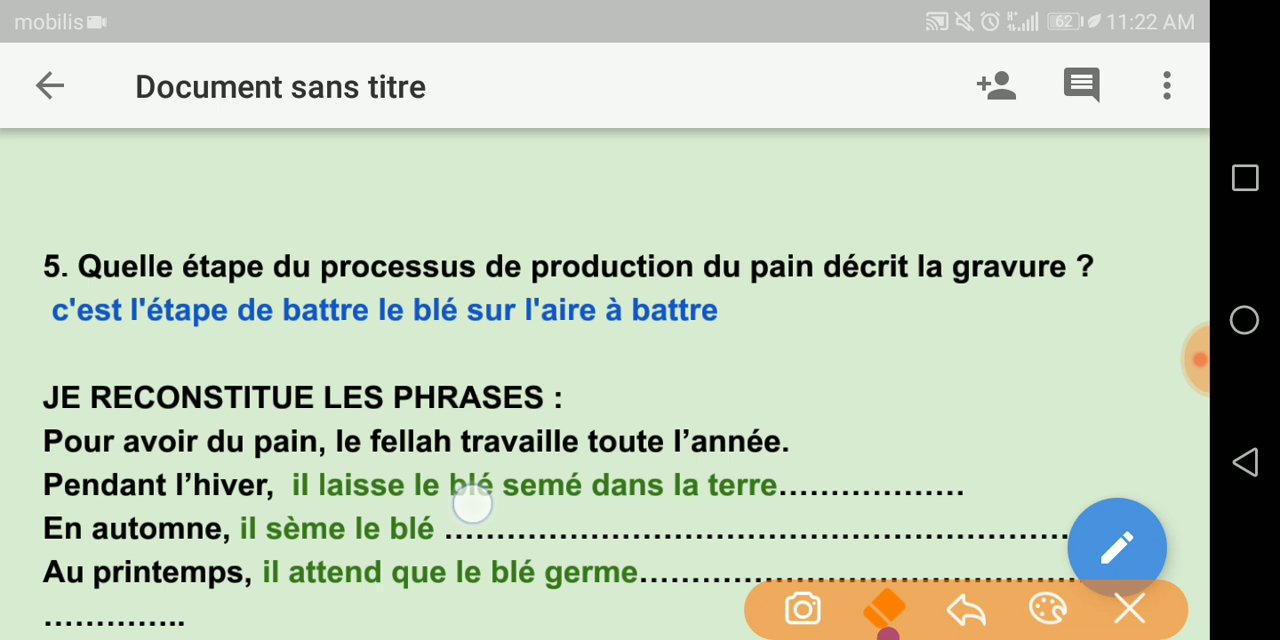 mobilis
62 11:22 AM
Document sans titre
5. Quelle étape du processus de production du pain décrit la gravure ?
c'est l'étape de battre le blé sur l'aire à battre
JE RECONSTITUE LES PHRASES :
Pour avoir du pain, le fellah travaille toute l’année.
Pendant l’hiver, il laisse le blé semé dans la terre..................
En automne, il sème le blé .............................................................
Au printemps, il attend que le blé germe...........................................
..............